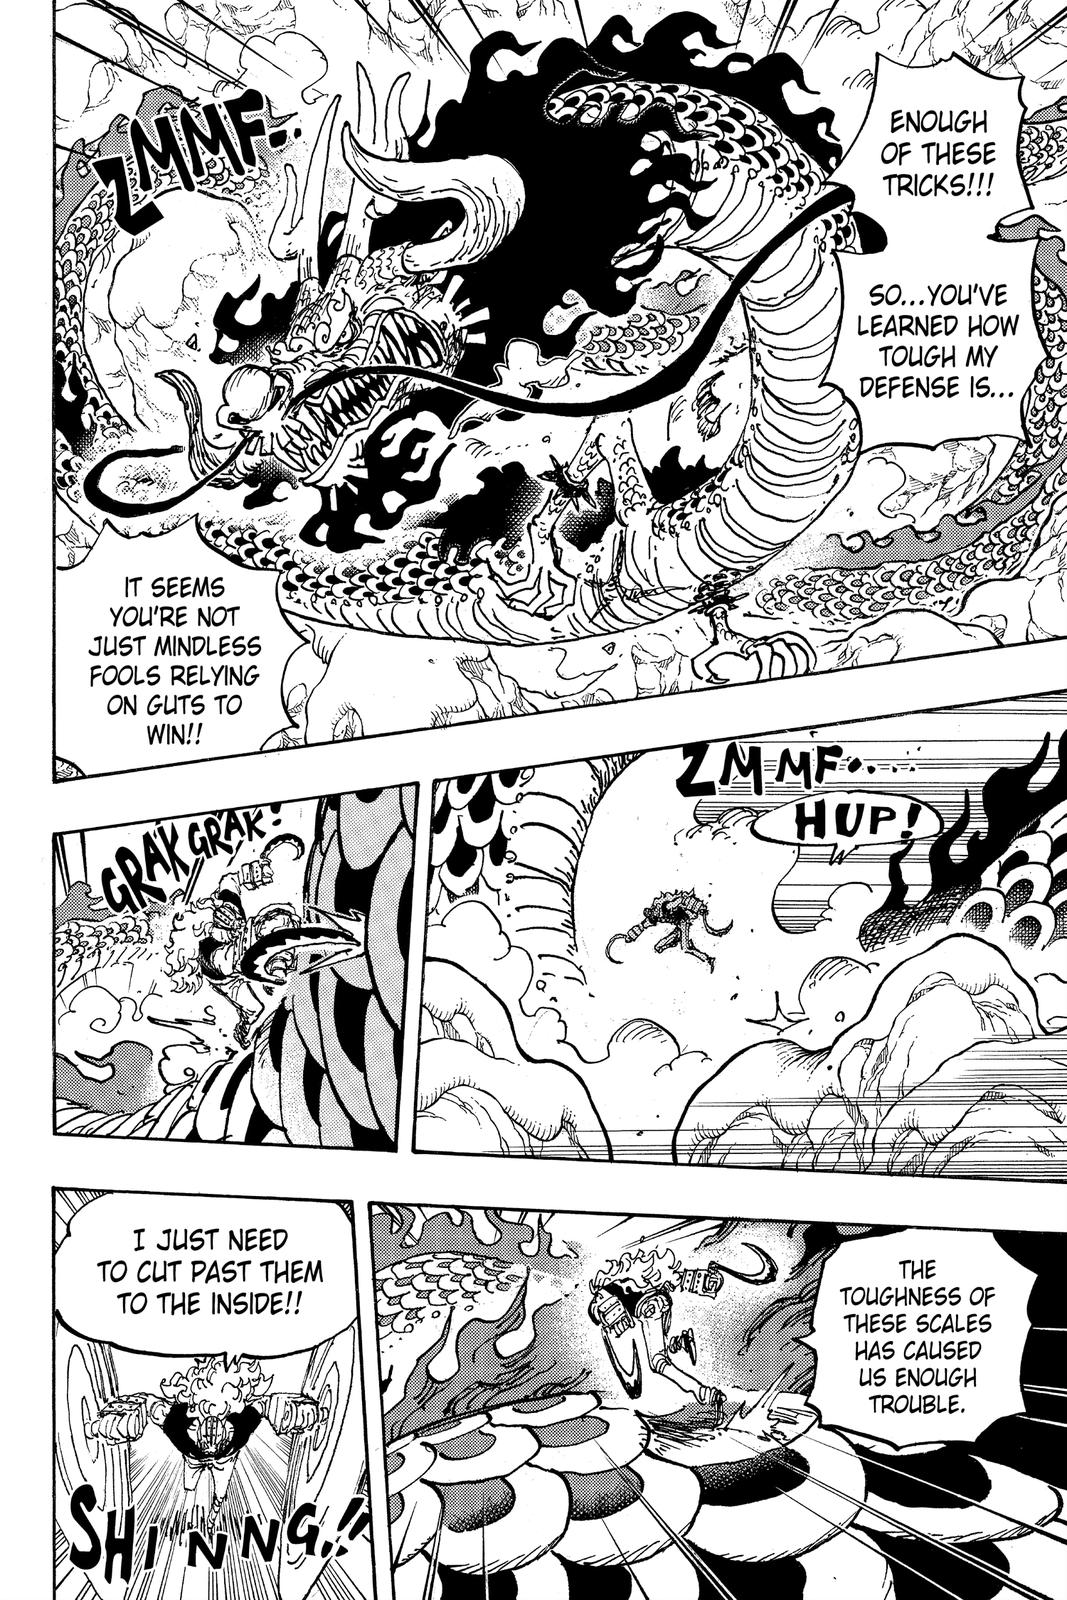 ENOUGH
OF THESE
TRICKS!!!
SO...YOU'VE
LEARNED HOW
TOUGH MY
DEFENSE IS...
ZMMF..
IT SEEMS
YOU'RE NOT
JUST MINDLESS
FOOLS RELYING
ON GUTS TO
WIN!!
ZMMF....
HUP!
GRAK GRAK!
THE
TOUGHNESS OF
THESE SCALES
HAS CAUSED
US ENOUGH
TROUBLE.
I JUST NEED
TO CUT PAST THEM
TO THE INSIDE!!
SHINNG!!